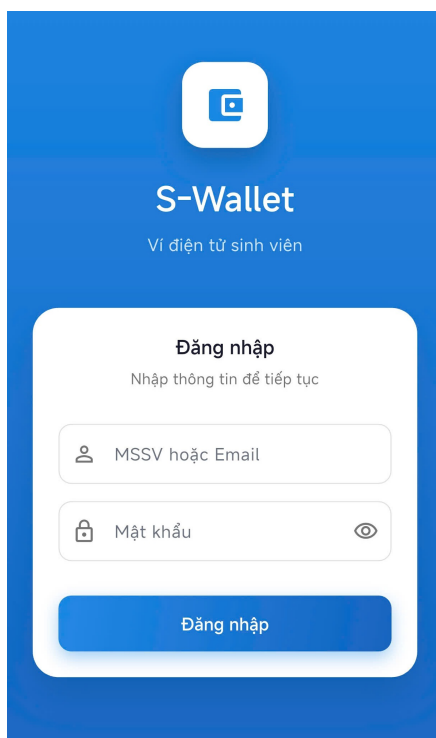 S-Wallet
Ví điện tử sinh viên
Đăng nhập
Nhập thông tin để tiếp tục
MSSV hoặc Email
Mật khẩu
Đăng nhập